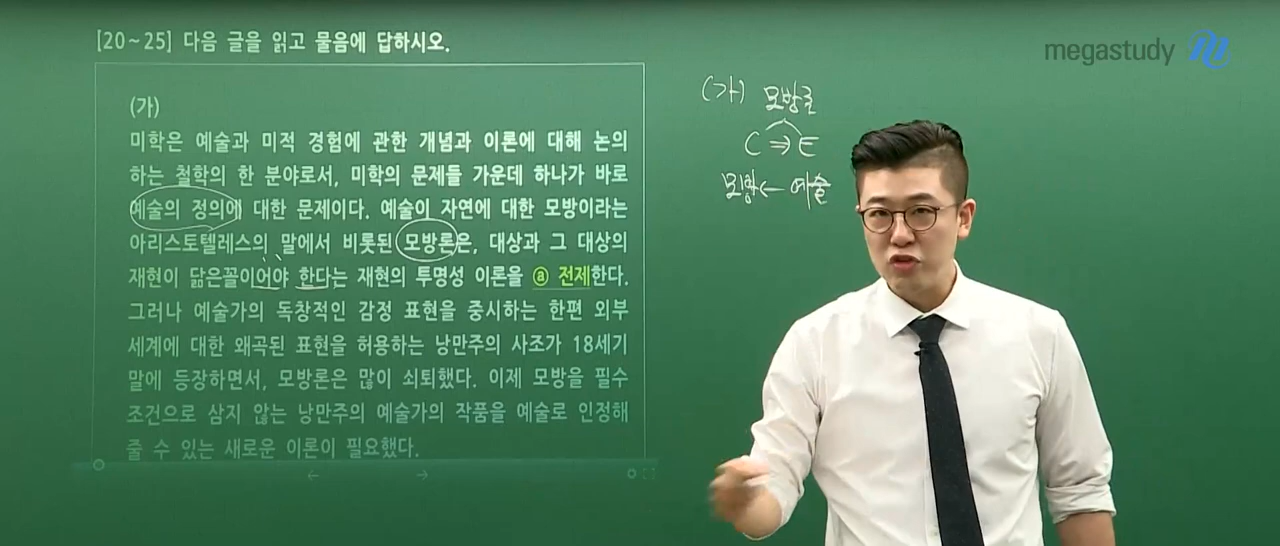 [20~25] 다음 글을 읽고 물음에 답하시오.
megastudy
(가)
미학은 예술과 미적 경험에 관한 개념과 이론에 대해 논의
하는 철학의 한 분야로서, 미학의 문제들 가운데 하나가 바로
예술의 정의에 대한 문제이다. 예술이 자연에 대한 모방이라는
아리스토텔레스의 말에서 비롯된 모방론은, 대상과 그 대상의
재현이 닮은꼴이어야 한다는 재현의 투명성 이론을 ⓐ 전제한다.
그러나 예술가의 독창적인 감정 표현을 중시하는 한편 외부
세계에 대한 왜곡된 표현을 허용하는 낭만주의 사조가 18세기
말에 등장하면서, 모방론은 많이 쇠퇴했다. 이제 모방을 필수
조건으로 삼지 않는 낭만주의 예술가의 작품을 예술로 인정해
줄 수 있는 새로운 이론이 필요했다.
(가) 모방론
C ⇒ E
모방 ← 예술